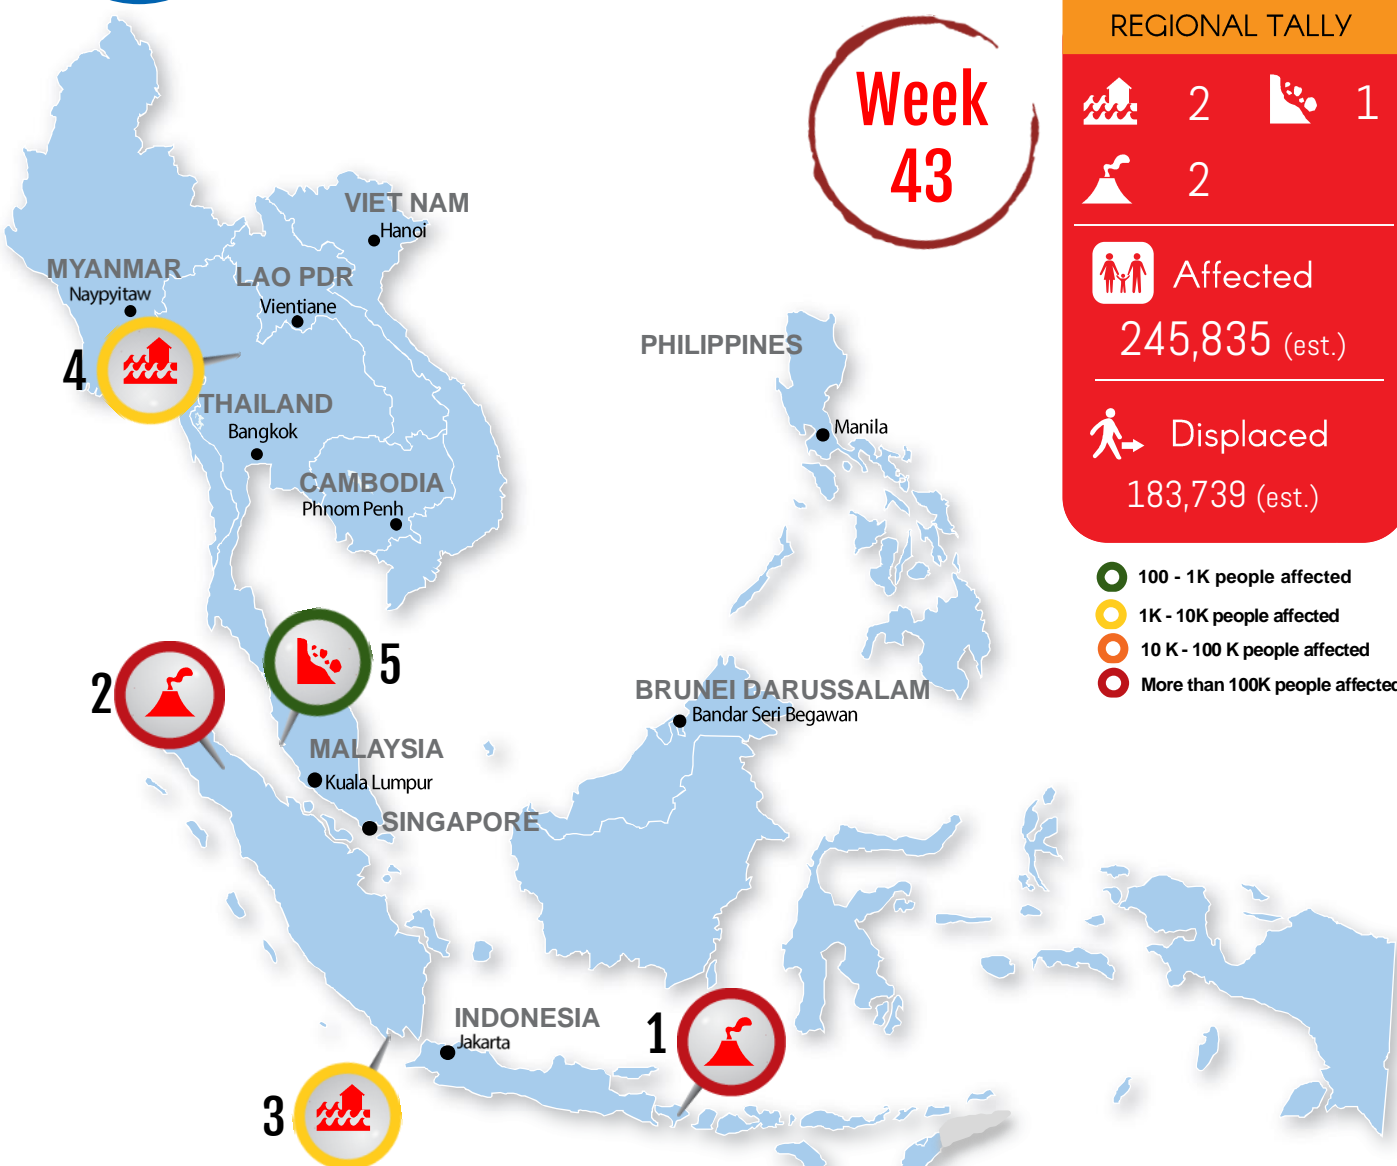 Week
43
REGIONAL TALLY
2
1
2
Affected
245,835 (est.)
Displaced
183,739 (est.)
100 - 1K people affected
1K - 10K people affected
10 K - 100 K people affected
More than 100K people affected
VIET NAM
Hanoi
MYANMAR
Naypyitaw
LAO PDR
Vientiane
4
THAILAND
Bangkok
CAMBODIA
Phnom Penh
PHILIPPINES
Manila
2
5
BRUNEI DARUSSALAM
Bandar Seri Begawan
MALAYSIA
Kuala Lumpur
SINGAPORE
INDONESIA
Jakarta
1
3